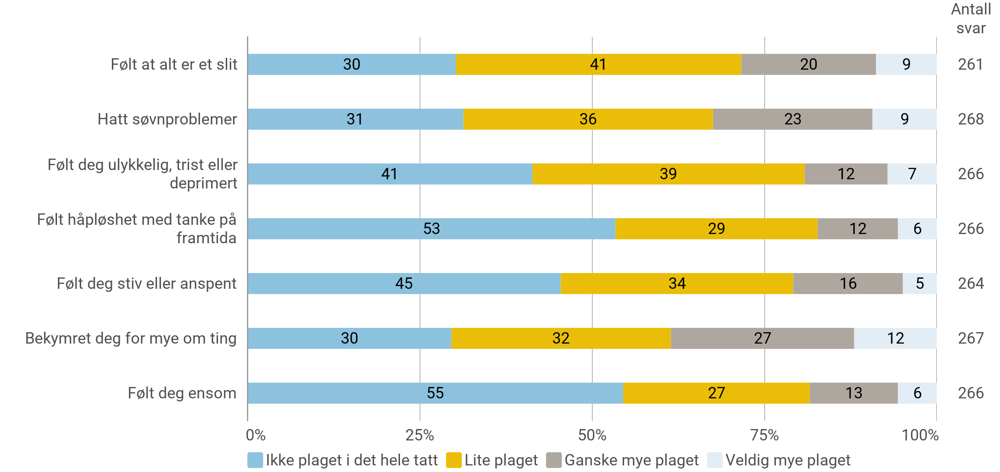 Antall
svar
Følt at alt er et slit 30 41 20 9 261
Hatt søvnproblemer 31 36 23 9 268
Følt deg ulykkelig, trist eller
deprimert 41 39 12 7 266
Følt håpløshet med tanke på
framtida 53 29 12 6 266
Følt deg stiv eller anspent 45 34 16 5 264
Bekymret deg for mye om ting 30 32 27 12 267
Følt deg ensom 55 27 13 6 266
0% 25% 50% 75% 100%
Ikke plaget i det hele tatt Lite plaget Ganske mye plaget Veldig mye plaget